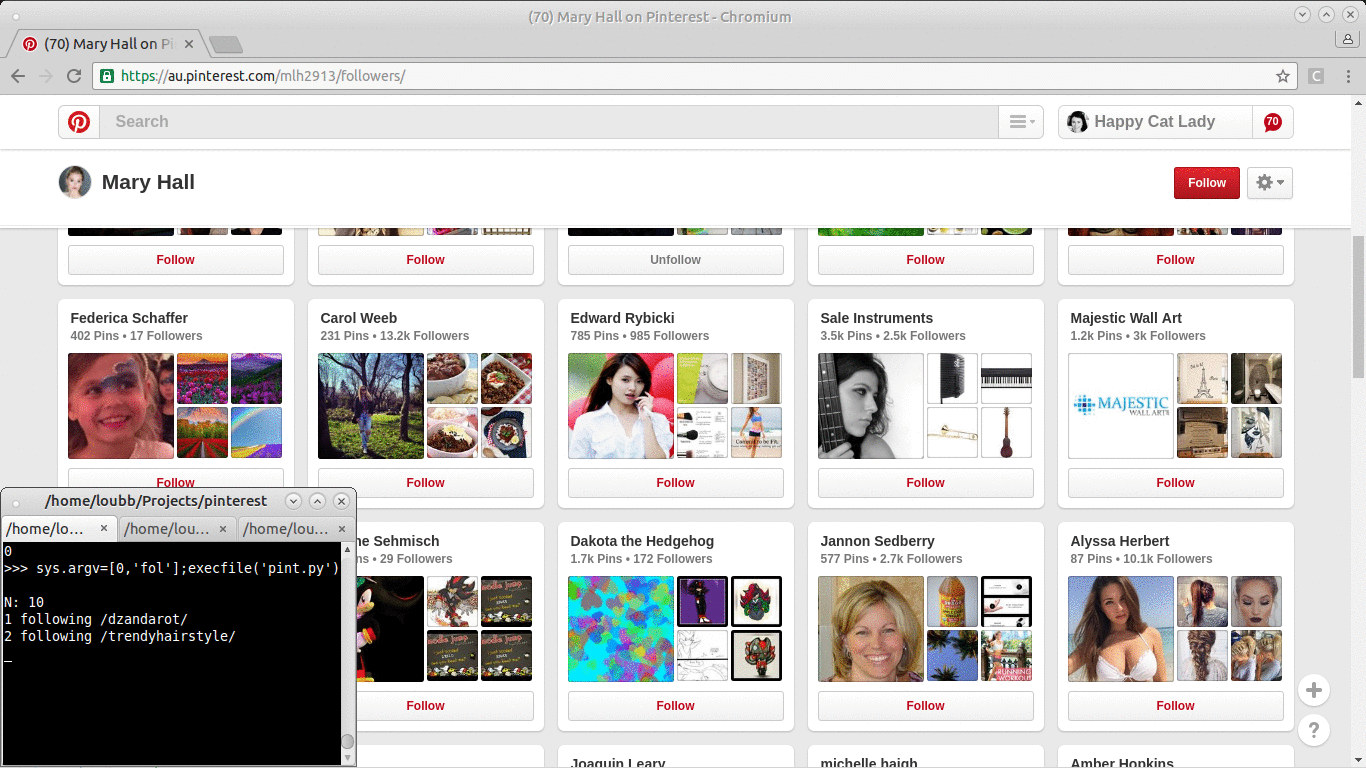 (70) Mary Hall on Pinterest - Chromium
(70) Mary Hall on Pi
https://au.pinterest.com/mlh2913/followers/
C
Search
Happy Cat Lady
70
Mary Hall
Follow
Follow
Follow
Unfollow
Follow
Follow
Federica Schaffer
402 Pins • 17 Followers
Follow
Carol Weeb
231 Pins • 13.2k Followers
Follow
Edward Rybicki
785 Pins • 985 Followers
Follow
Sale Instruments
3.5k Pins • 2.5k Followers
Follow
Majestic Wall Art
1.2k Pins • 3k Followers
MAJESTIC
WALL ARTS
Follow
ne Sehmisch
s • 29 Followers
Follow
Dakota the Hedgehog
1.7k Pins • 172 Followers
Follow
Jannon Sedberry
577 Pins • 2.7k Followers
RUNNING
WORKOUT
Follow
Alyssa Herbert
87 Pins • 10.1k Followers
Follow
Joaquin Leary
michelle haigh
Amber Hopkins
?
/home/loubb/Projects/pinterest
/home/lo...
/home/lou...
/home/lou...
0
>>> sys.argv=[0,'fol'];execfile('pint.py')
N: 10
1 following /dzandarot/
2 following /trendyhairstyle/